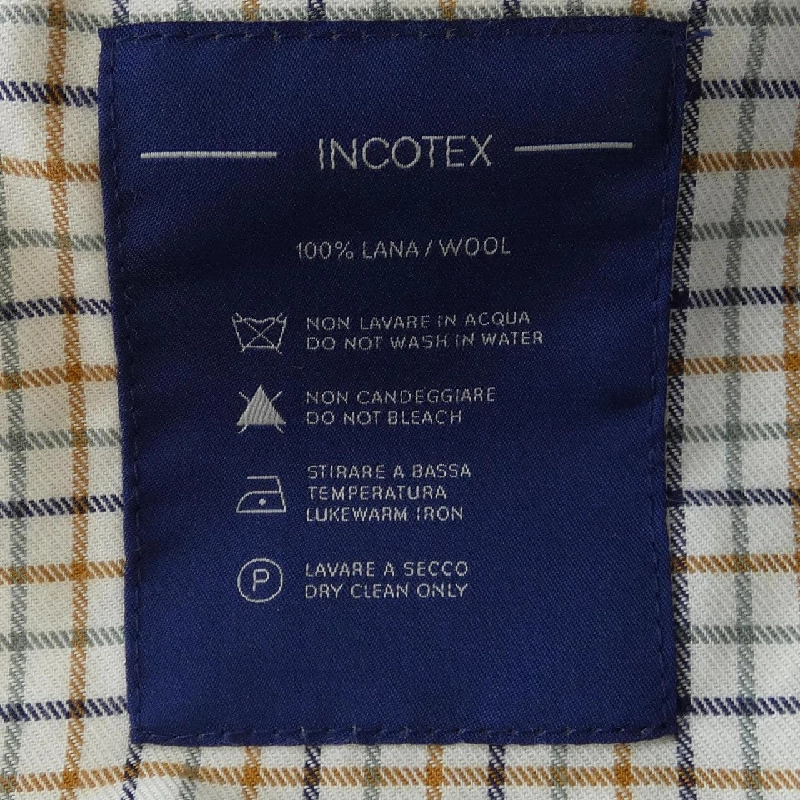 INCOTEX
100% LANA / WOOL
NON LAVARE IN ACQUA
DO NOT WASH IN WATER
NON CANDEGGIARE
DO NOT BLEACH
STIRARE A BASSA
TEMPERATURA
LUKEWARM IRON
P
LAVARE A SECCO
DRY CLEAN ONLY